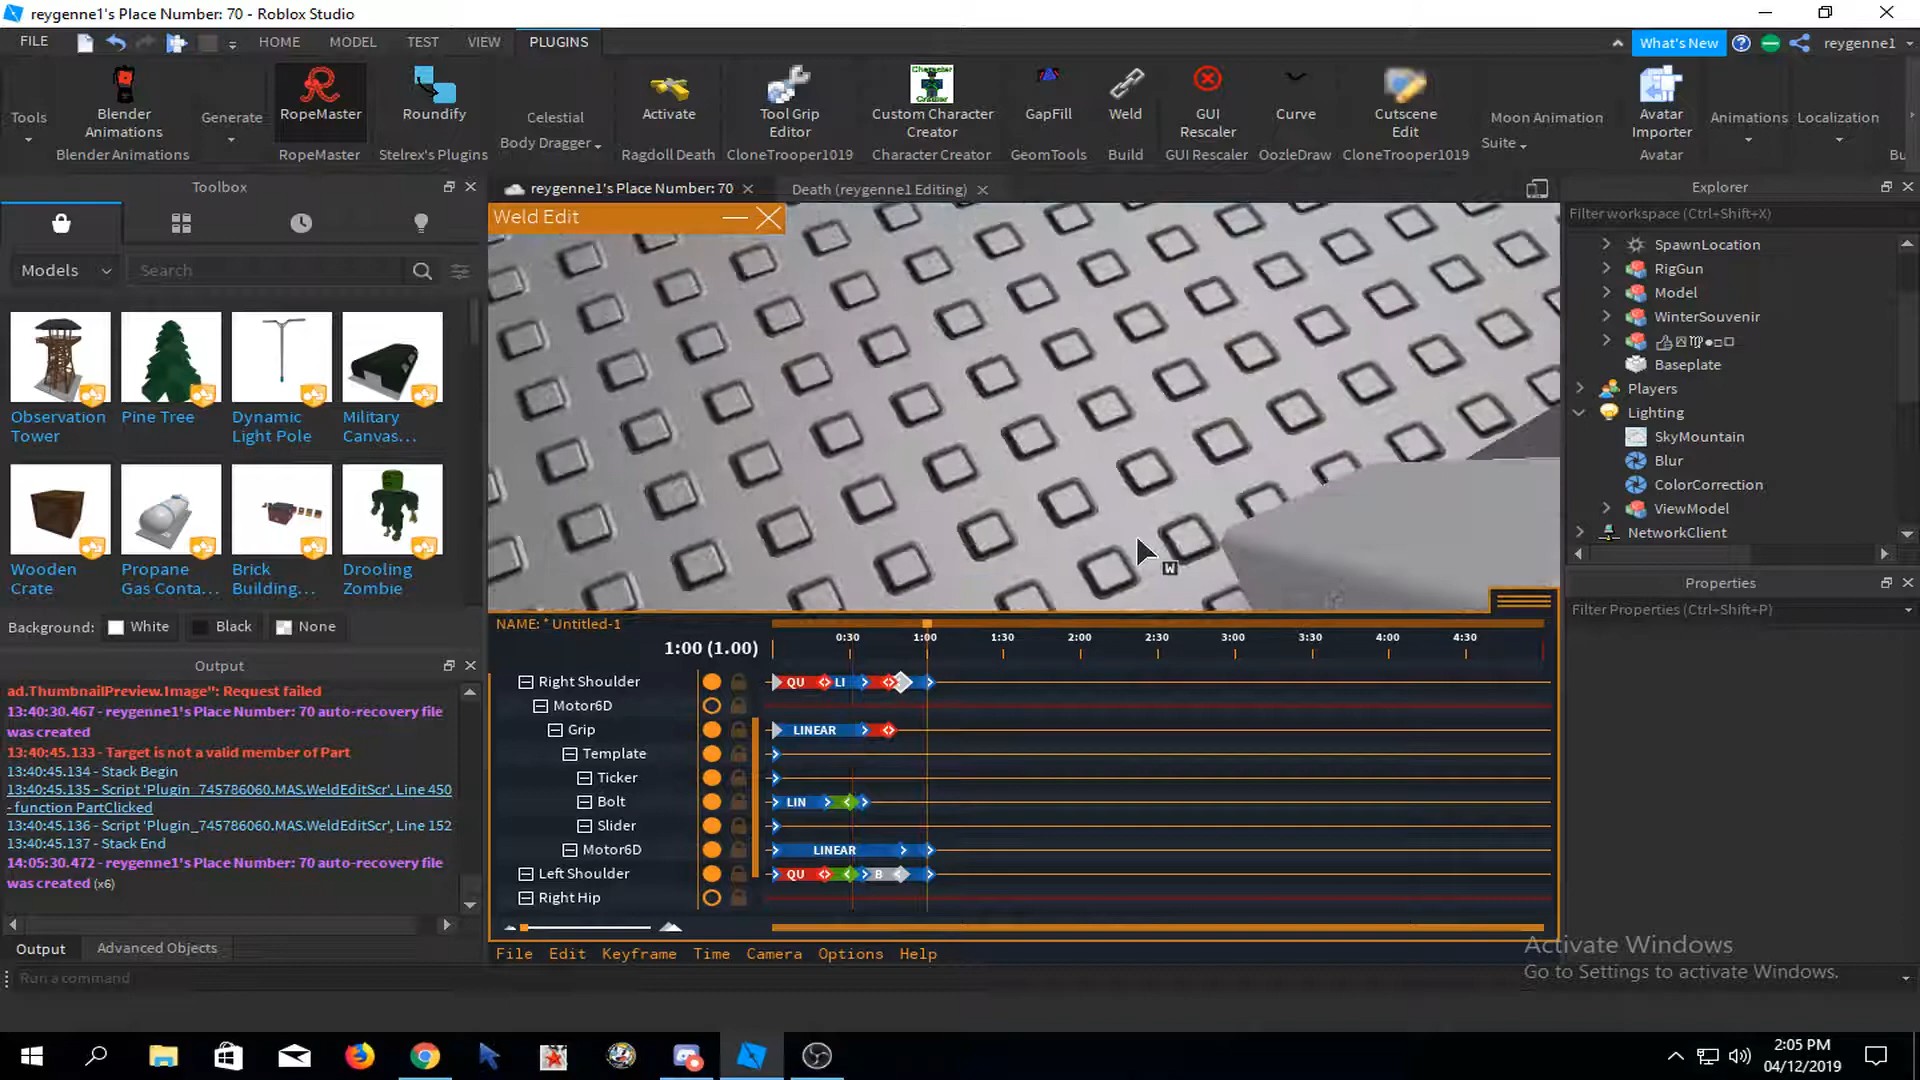 reygenne1's Place Number: 70 - Roblox Studio
FILE HOME MODEL TEST VIEW PLUGINS What's New reygenne1
Tools
Blender Animations
Generate
RopeMaster
Roundify
Celestial Body Dragger
Activate
Tool Grip Editor
Custom Character Creator
GapFill
Weld
GUI Rescaler
Curve
Cutscene Edit
Moon Animation Suite
Avatar Importer
Animations
Localization
Blender Animations RopeMaster Stelrex's Plugins Ragdoll Death CloneTrooper1019 Character Creator GeomTools Build GUI Rescaler OozleDraw CloneTrooper1019 Avatar Bu
Toolbox
Models Search
Observation Tower
Pine Tree
Dynamic Light Pole
Military Canvas...
Wooden Crate
Propane Gas Conta...
Brick Building...
Drooling Zombie
Background: White Black None
Output
ad.ThumbnailPreview.Image": Request failed
13:40:30.467 - reygenne1's Place Number: 70 auto-recovery file
was created
13:40:45.133 - Target is not a valid member of Part
13:40:45.134 - Stack Begin
13:40:45.135 - Script 'Plugin_745786060.MAS.WeldEditScr', Line 450
- function PartClicked
13:40:45.136 - Script 'Plugin_745786060.MAS.WeldEditScr', Line 152
13:40:45.137 - Stack End
14:05:30.472 - reygenne1's Place Number: 70 auto-recovery file
was created (x6)
Output Advanced Objects
Run a command
reygenne1's Place Number: 70 Death (reygenne1 Editing)
Weld Edit
W
NAME: * Untitled-1
1:00 (1.00)
0:30 1:00 1:30 2:00 2:30 3:00 3:30 4:00 4:30
Right Shoulder QU LI
Motor6D
Grip LINEAR
Template
Ticker
Bolt LIN
Slider
Motor6D LINEAR
Left Shoulder QU B
Right Hip
File Edit Keyframe Time Camera Options Help
Explorer
Filter workspace (Ctrl+Shift+X)
SpawnLocation
RigGun
Model
WinterSouvenir
Baseplate
Players
Lighting
SkyMountain
Blur
ColorCorrection
ViewModel
NetworkClient
Properties
Filter Properties (Ctrl+Shift+P)
Activate Windows
Go to Settings to activate Windows.
2:05 PM
04/12/2019